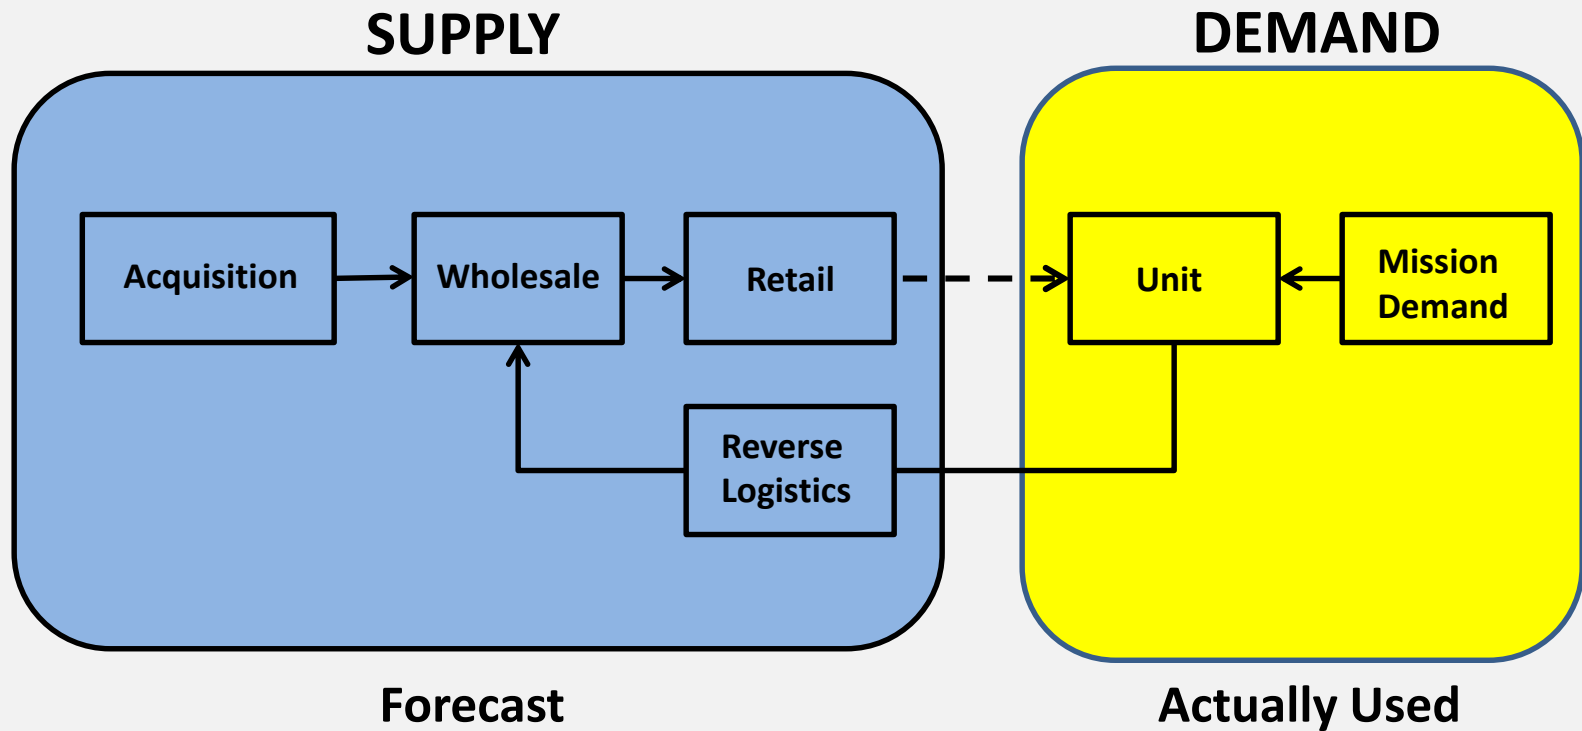 SUPPLY
DEMAND
Acquisition
Wholesale
Retail
Unit
Mission
Demand
Reverse
Logistics
Forecast
Actually Used